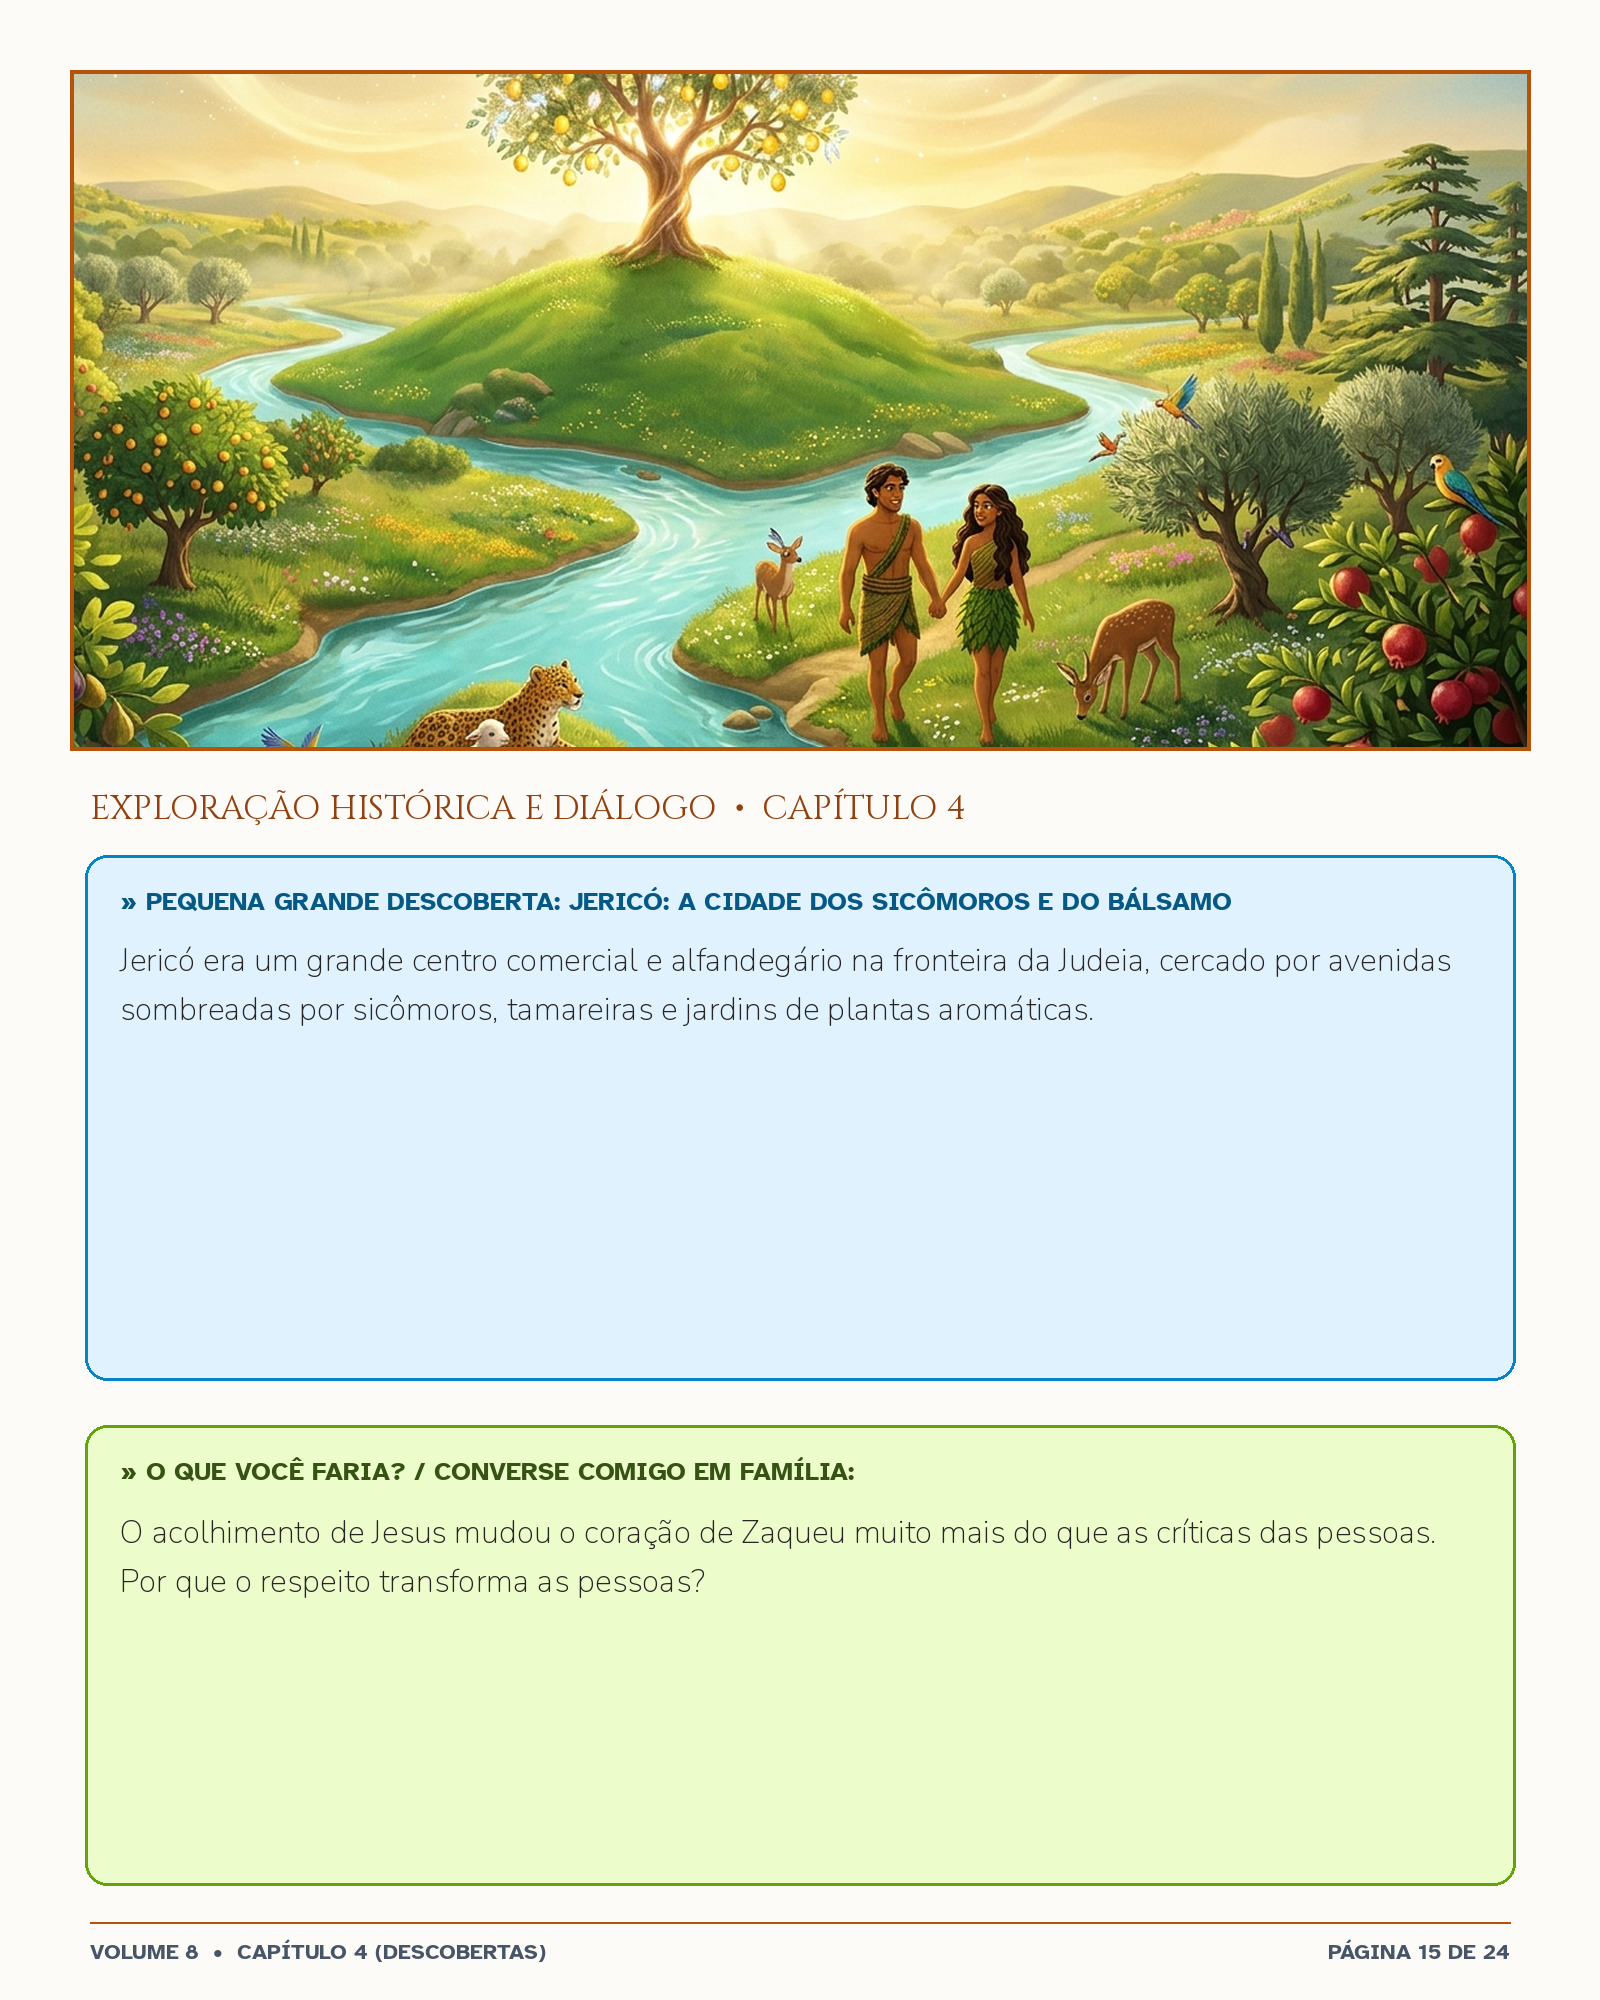 EXPLORAÇÃO HISTÓRICA E DIÁLOGO • CAPÍTULO 4
» PEQUENA GRANDE DESCOBERTA: JERICÓ: A CIDADE DOS SICÔMOROS E DO BÁLSAMO
Jericó era um grande centro comercial e alfandegário na fronteira da Judeia, cercado por avenidas
sombreadas por sicômoros, tamareiras e jardins de plantas aromáticas.
» O QUE VOCÊ FARIA? / CONVERSE COMIGO EM FAMÍLIA:
O acolhimento de Jesus mudou o coração de Zaqueu muito mais do que as críticas das pessoas.
Por que o respeito transforma as pessoas?
VOLUME 8 • CAPÍTULO 4 (DESCOBERTAS)
PÁGINA 15 DE 24